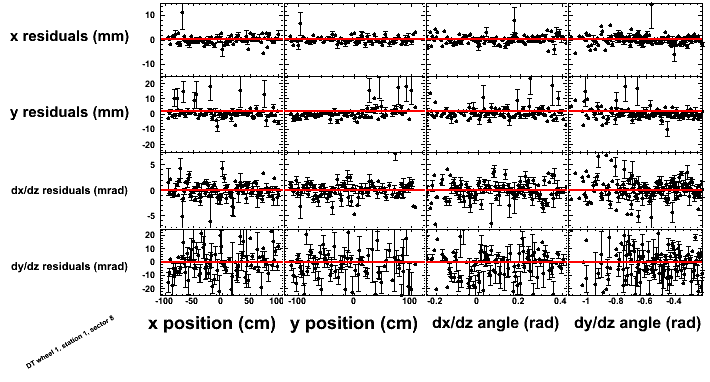 x residuals (mm)
10
0
-10
y residuals (mm)
20
10
0
-10
-20
dx/dz residuals (mrad)
5
0
-5
dy/dz residuals (mrad)
20
10
0
-10
-20
-100 -50 0 50 100 -100 0 100 -0.2 0 0.2 0.4 -1 -0.8 -0.6 -0.4
x position (cm) y position (cm) dx/dz angle (rad) dy/dz angle (rad)
DT wheel 1, station 1, sector 8